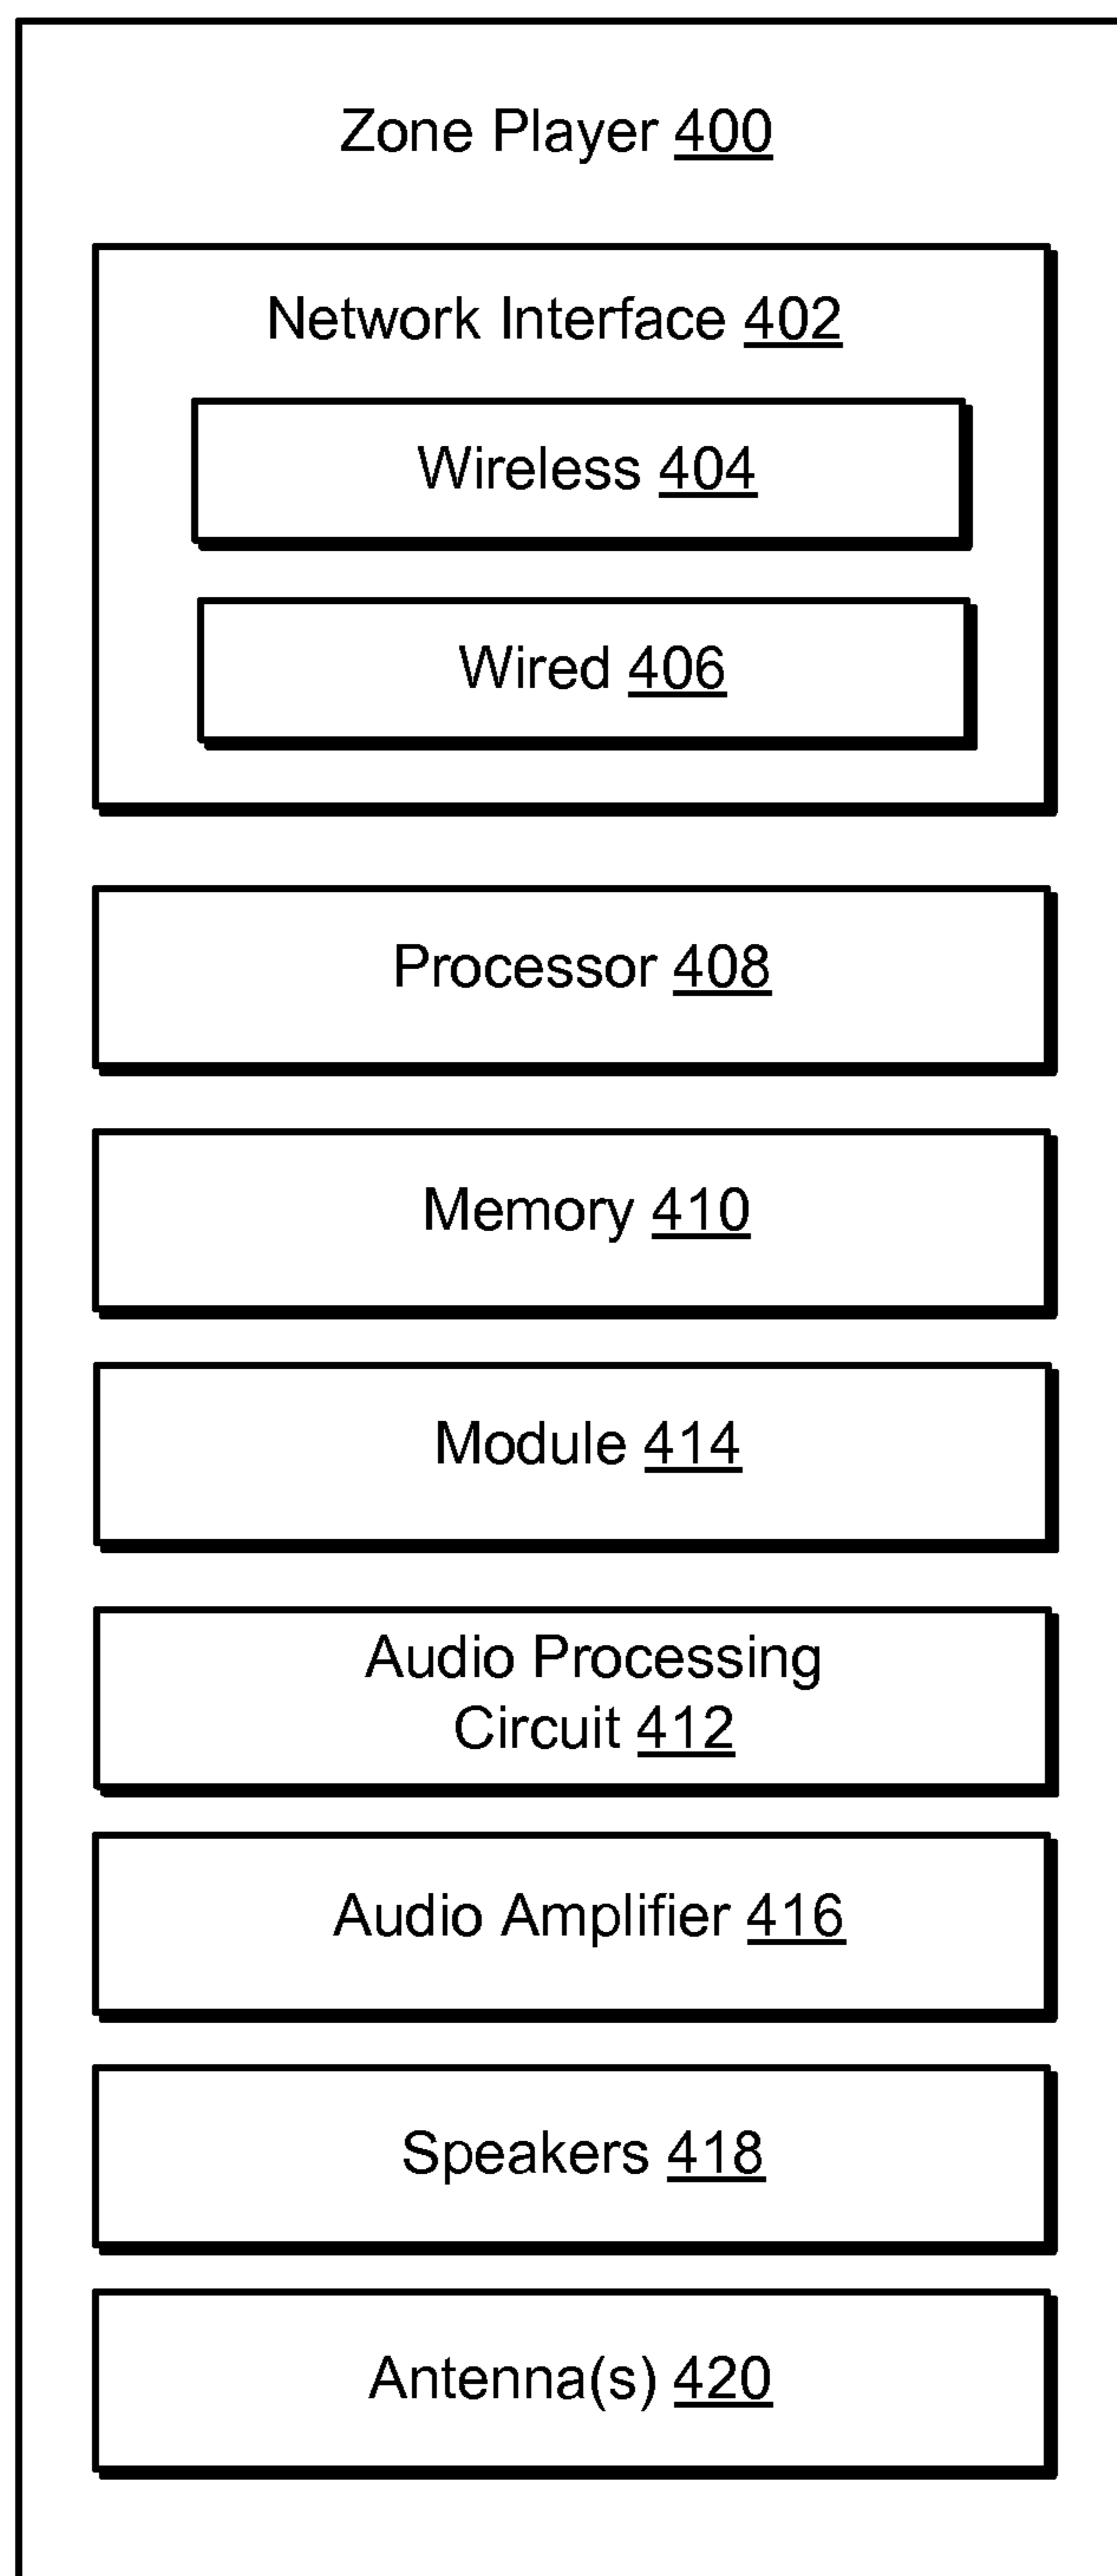 Zone Player 400
Network Interface 402
Wireless 404
Wired 406
Processor 408
Memory 410
Module 414
Audio Processing
Circuit 412
Audio Amplifier 416
Speakers 418
Antenna(s) 420